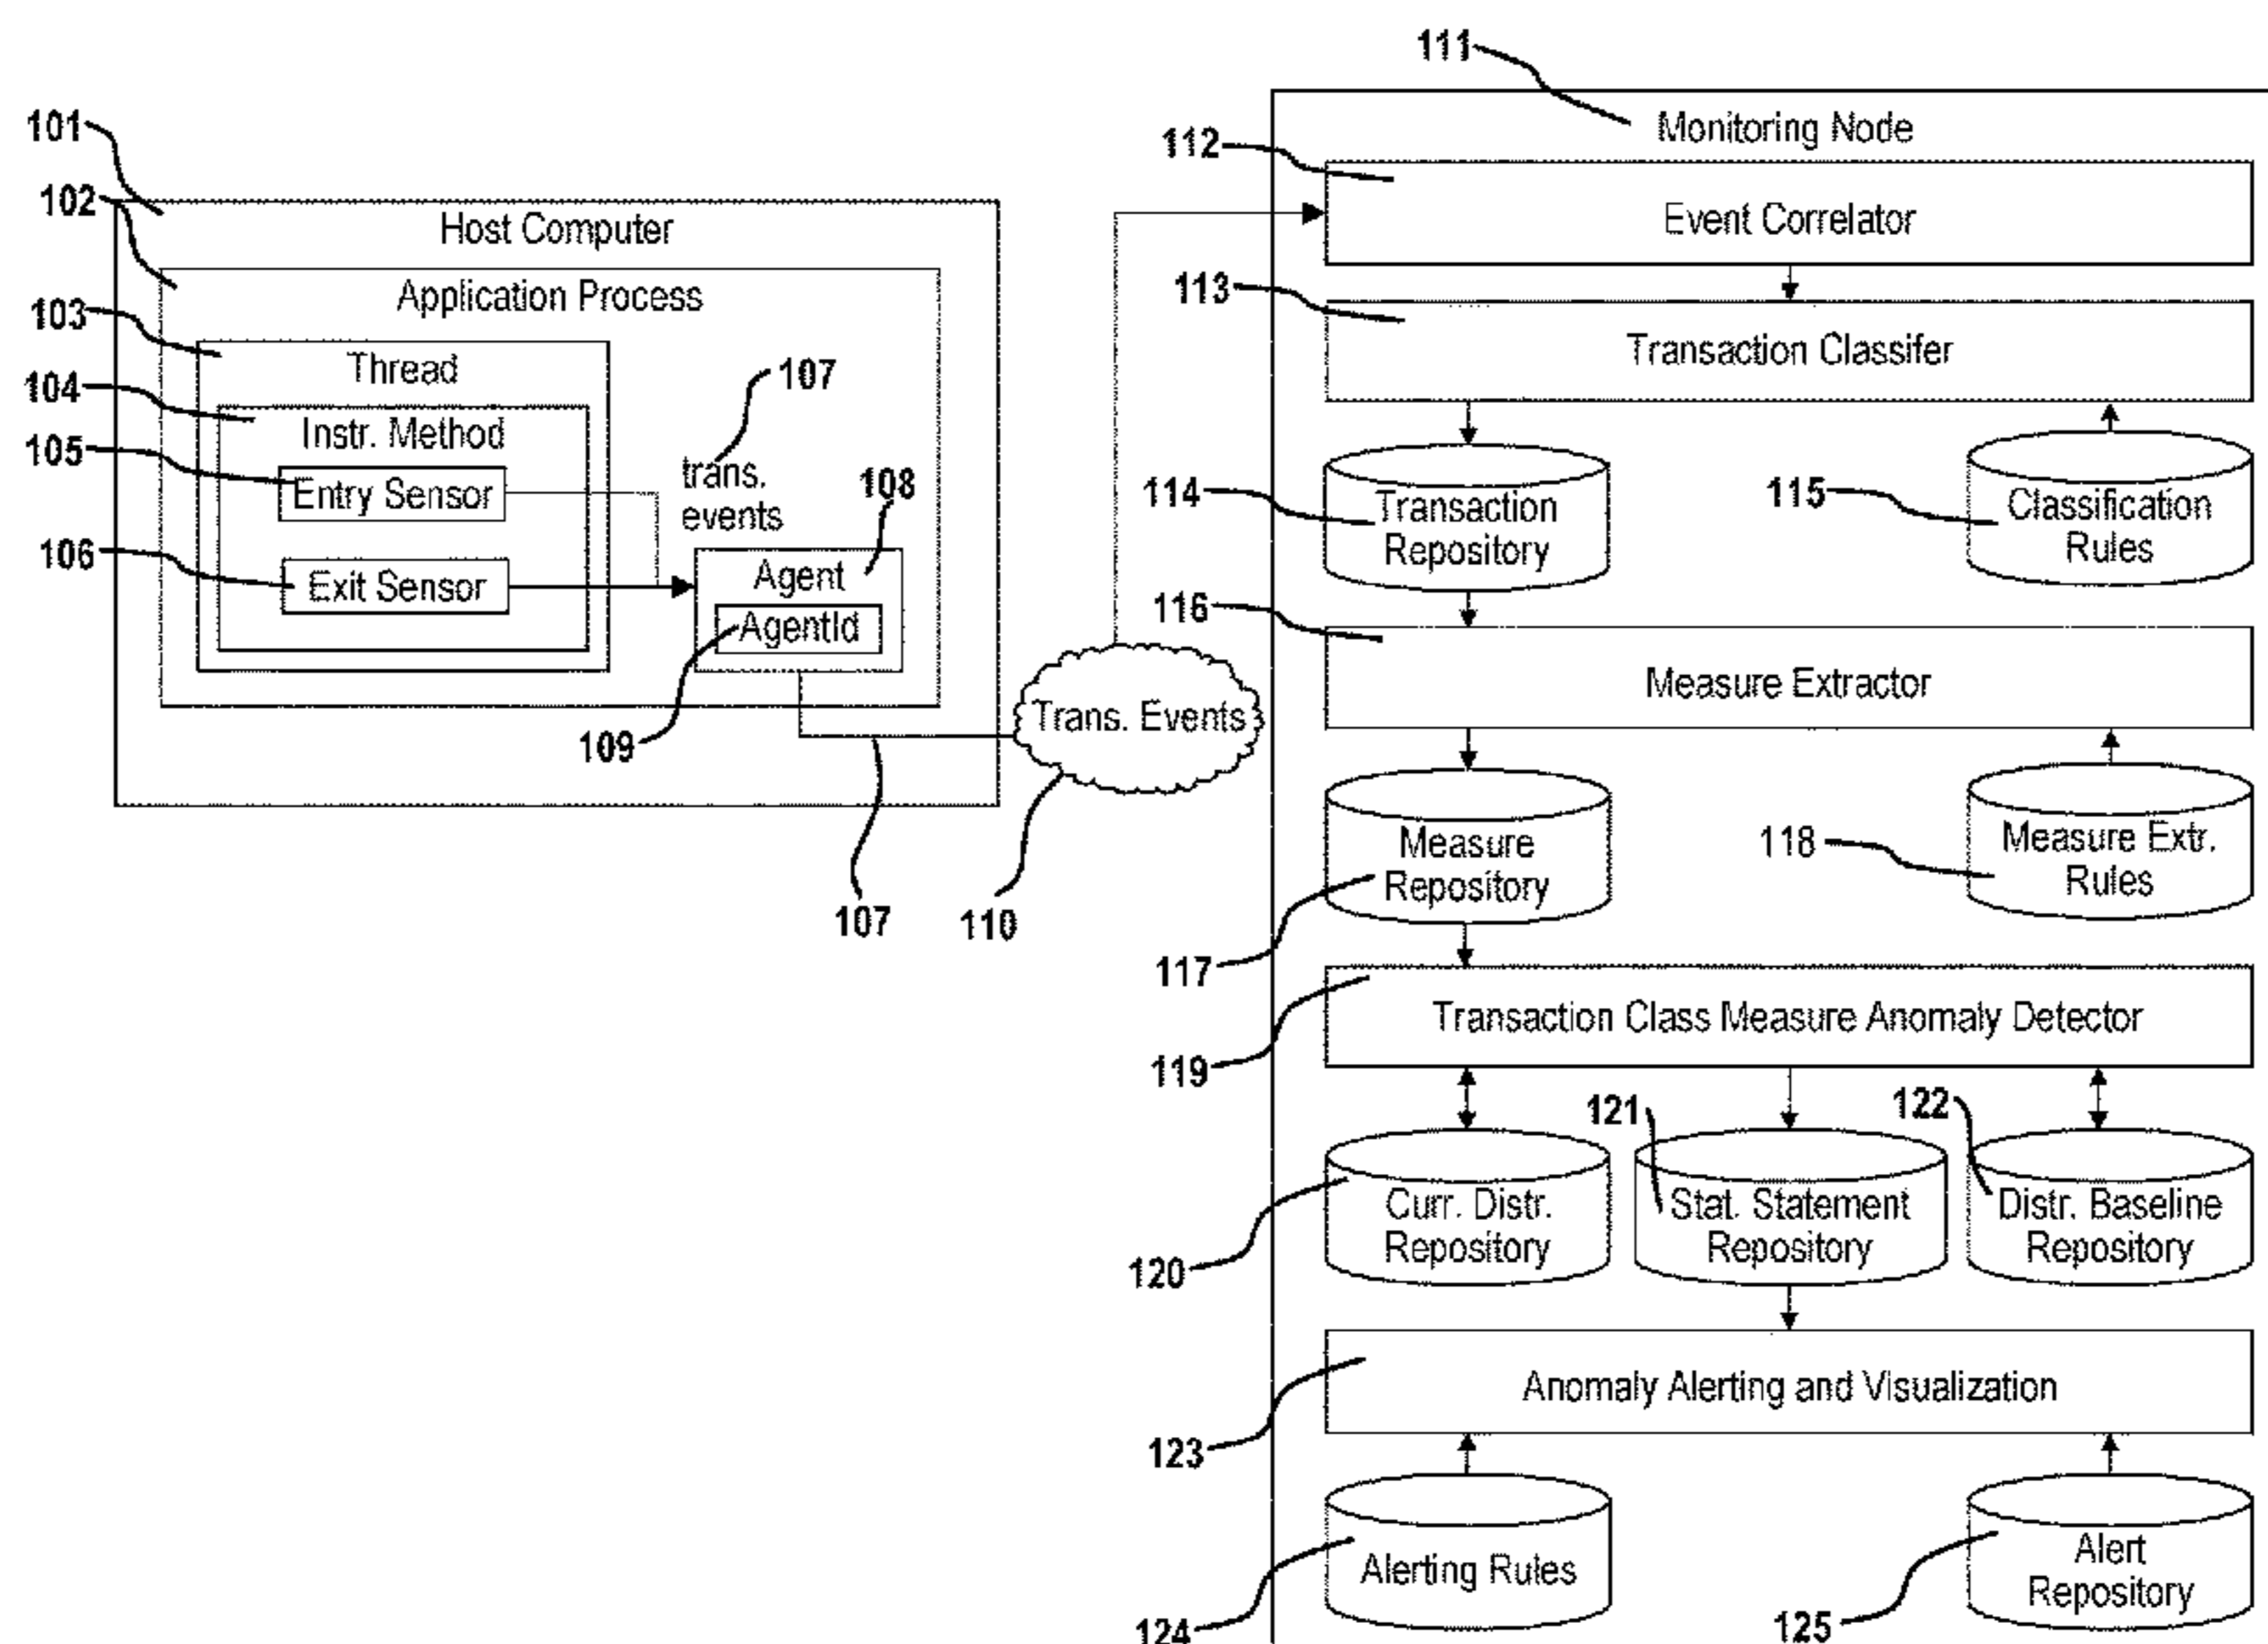 111
101
Monitoring Node
112
102
Host Computer
Event Correlator
Application Process
113
103
Thread
Transaction Classifer
107
104
Instr. Method
105
trans.
events
108
Entry Sensor
114
Transaction
Repository
115
Classification
Rules
106
Exit Sensor
Agent
AgentId
116
Measure Extractor
109
Trans. Events
107
110
Measure
Repository
118
Measure Extr.
Rules
117
Transaction Class Measure Anomaly Detector
119
121
122
Curr. Distr.
Repository
Stat. Statement
Repository
Distr. Baseline
Repository
120
Anomaly Alerting and Visualization
123
Alerting Rules
Alert
Repository
124
125